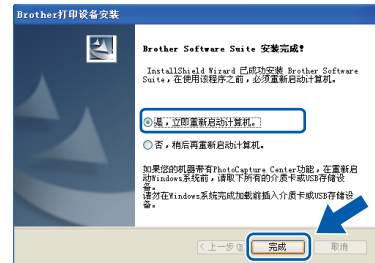 Brother打印设备安装
Brother Software Suite 安装完成!
InstallShield Wizard 已成功安装 Brother Software
Suite,在使用该程序之前,必须重新启动计算机。
是,立即重新启动计算机。
否,稍后再重新启动计算机。
如果您的机器带有PhotoCapture Center功能,在重新启
动Windows系统前,请取下所有的介质卡或USB存储设
备。
请勿在Windows系统完成加载前插入介质卡或USB存储设
备。
< 上一步(B)
完成
取消